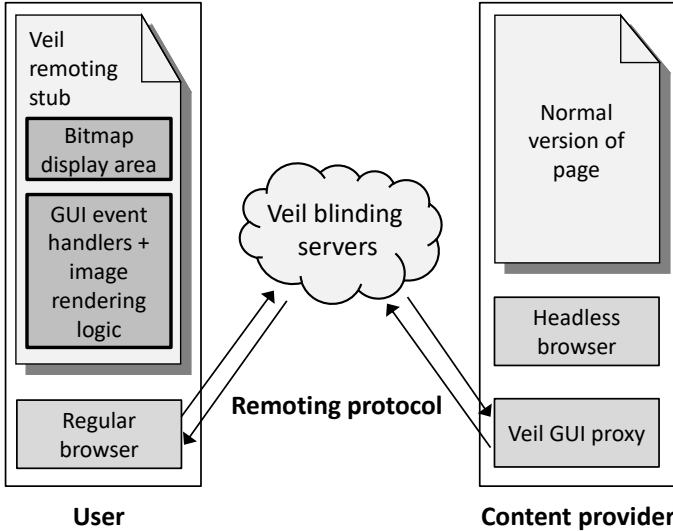 Veil
remoting
stub
Bitmap
display area
GUI event
handlers +
image
rendering
logic
Regular
browser
User
Veil blinding
servers
Remoting protocol
Normal
version of
page
Headless
browser
Veil GUI proxy
Content provider